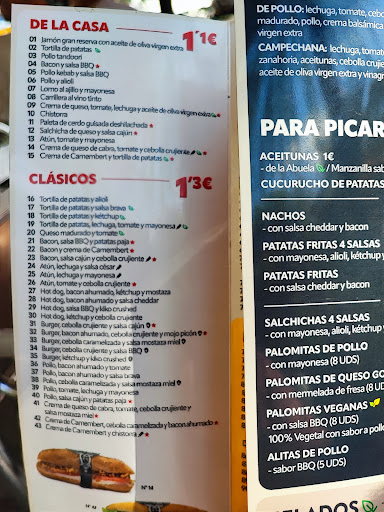 DE LA CASA
1'1€
01 Jamón gran reserva con aceite de oliva virgen extra
02 Tortilla de patatas
03 Pollo tandoori
04 Bacon y salsa BBQ
05 Pollo kebab y salsa BBQ
06 Pollo y alioli
07 Lomo al ajillo y mayonesa
08 Carrillera al vino tinto
09 Crema de queso, tomate, lechuga y aceite de oliva virgen extra
10 Chistorra
11 Paleta de cerdo guisada deshilachada
12 Salchicha de queso y salsa cajún
13 Atún, tomate y mayonesa
14 Crema de queso de cabra, tomate y cebolla crujiente
15 Crema de Camembert y tortilla de patatas
CLÁSICOS
1'3€
16 Tortilla de patatas y alioli
17 Tortilla de patatas y salsa brava
18 Tortilla de patatas y kétchup
19 Tortilla de patatas, lechuga, tomate y mayonesa
20 Queso madurado y tomate
21 Bacon, salsa BBQ y patatas paja
22 Bacon y crema de Camembert
23 Bacon, salsa cajún y cebolla crujiente
24 Atún, lechuga y salsa césar
25 Atún, lechuga y mayonesa
26 Atún, tomate y crema
27 Hot dog, bacon ahumado, kétchup y mostaza
28 Hot dog, bacon ahumado y salsa cheddar
29 Hot dog, salsa BBQ y kiko crushed
30 Hot dog, kétchup y cebolla crujiente
31 Burger, cebolla crujiente y salsa cajún
32 Burger, bacon ahumado, cebolla crujiente y mojo picón
33 Burger, cebolla caramelizada y salsa mostaza miel
34 Burger, cebolla crujiente y salsa BBQ
35 Burger, kétchup y kiko crushed
36 Pollo, bacon ahumado y mayonesa
37 Pollo, bacon ahumado y salsa brava
38 Pollo, cebolla caramelizada y salsa mostaza miel
39 Pollo, tomate, lechuga y mayonesa
40 Pollo, salsa cajún y patatas paja
41 Crema de queso de cabra, tomate, cebolla crujiente y
salsa mostaza miel
42 Crema de Camembert, cebolla caramelizada y bacon ahumado
43 Crema de Camembert y chistorra
Nº 14
Nº 43
DE POLLO: lechuga, tomate, ceb
madurado, pollo, crema balsámica
virgen extra
CAMPECHANA: lechuga, tomate
zanahoria, aceitunas, cebolla crujie
aceite de oliva virgen extra y vinag
PARA PICAR
ACEITUNAS 1€
- de la Abuela / Manzanilla sab
CUCURUCHO DE PATATAS
NACHOS
- con salsa cheddar y bacon
PATATAS FRITAS 4 SALSAS
- con mayonesa, alioli, kétchup y
PATATAS FRITAS
- con salsa cheddar y bacon
SALCHICHAS 4 SALSAS
- con mayonesa, alioli, kétchup
PALOMITAS DE POLLO
- con mayonesa (8 UDS)
PALOMITAS DE QUESO GO
- con mermelada de fresa (8 UD
PALOMITAS VEGANAS
- con salsa BBQ (8 UDS)
100% Vegetal con sabor a pollo
ALITAS DE POLLO
- sabor BBQ (5 UDS)